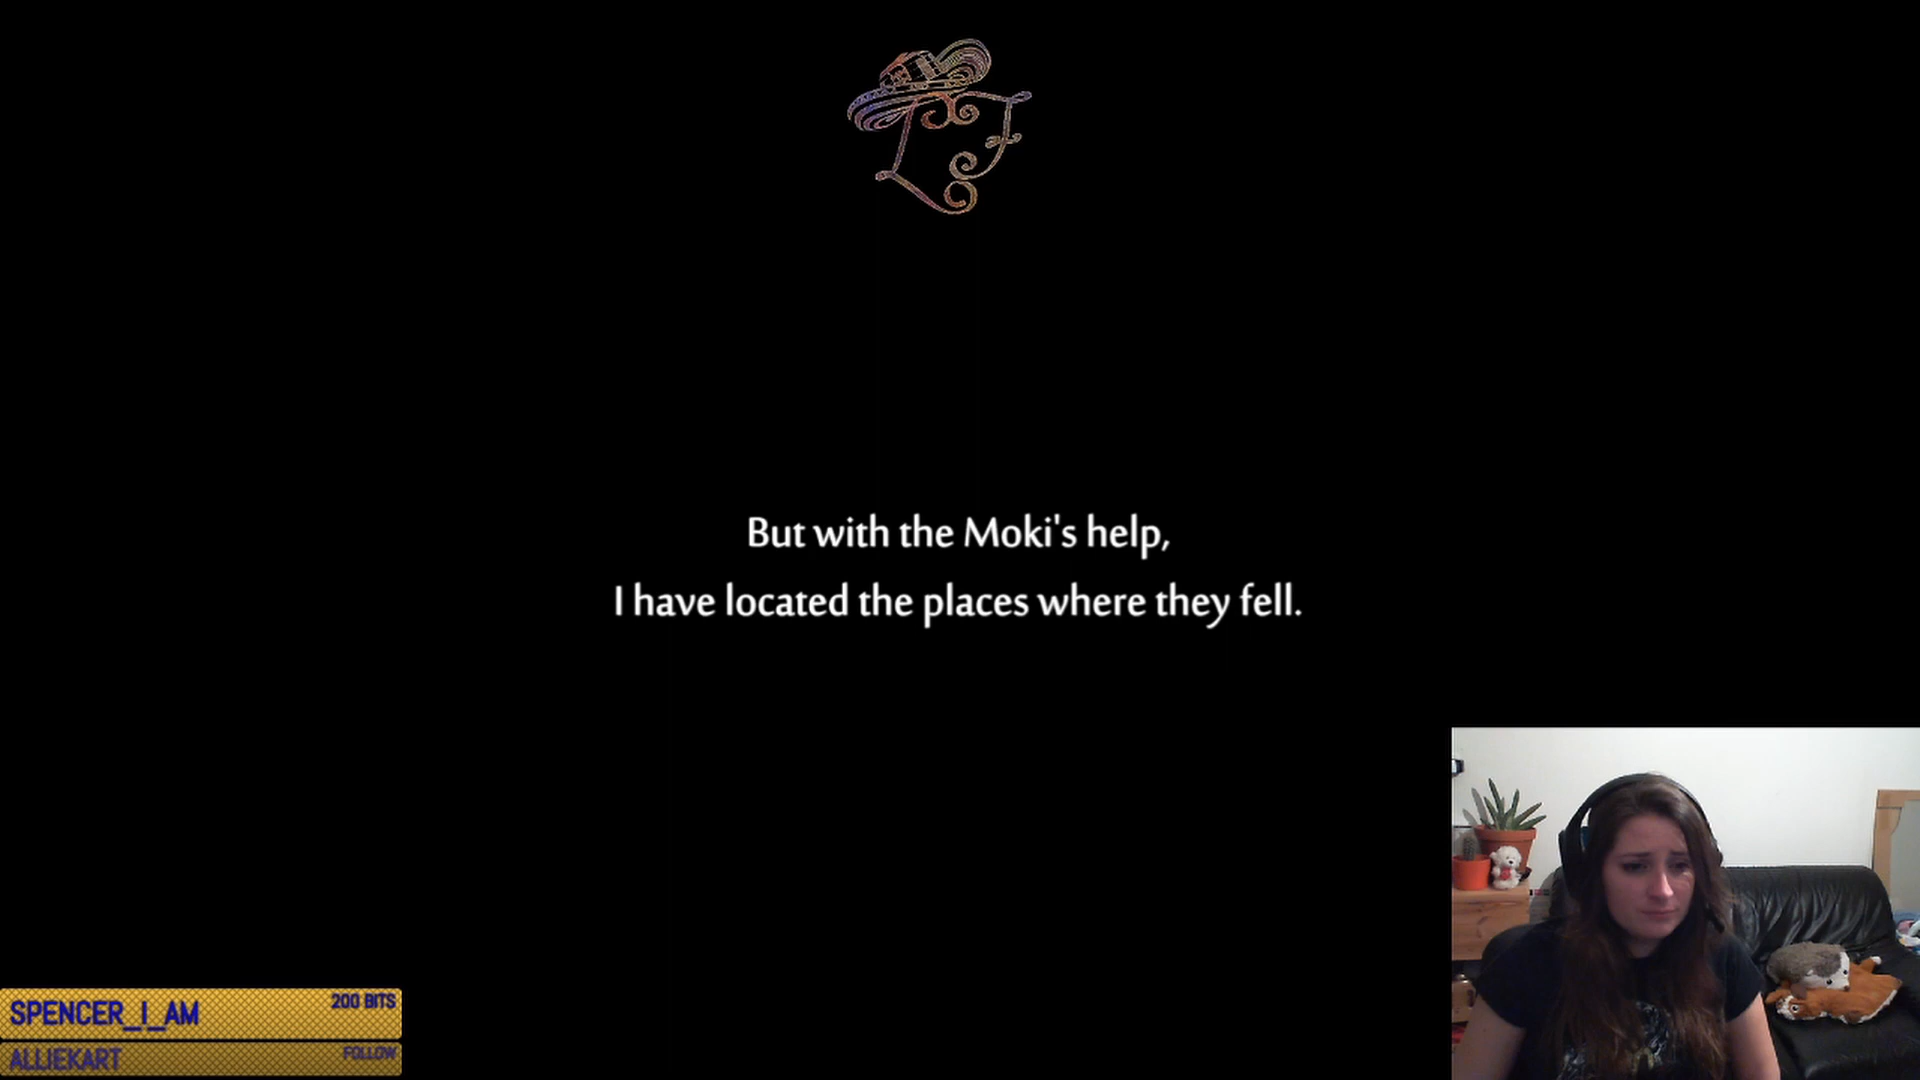 But with the Moki's help,
I have located the places where they fell.
SPENCER_I_AM
200 BITS
ALLIEKART
FOLLOW